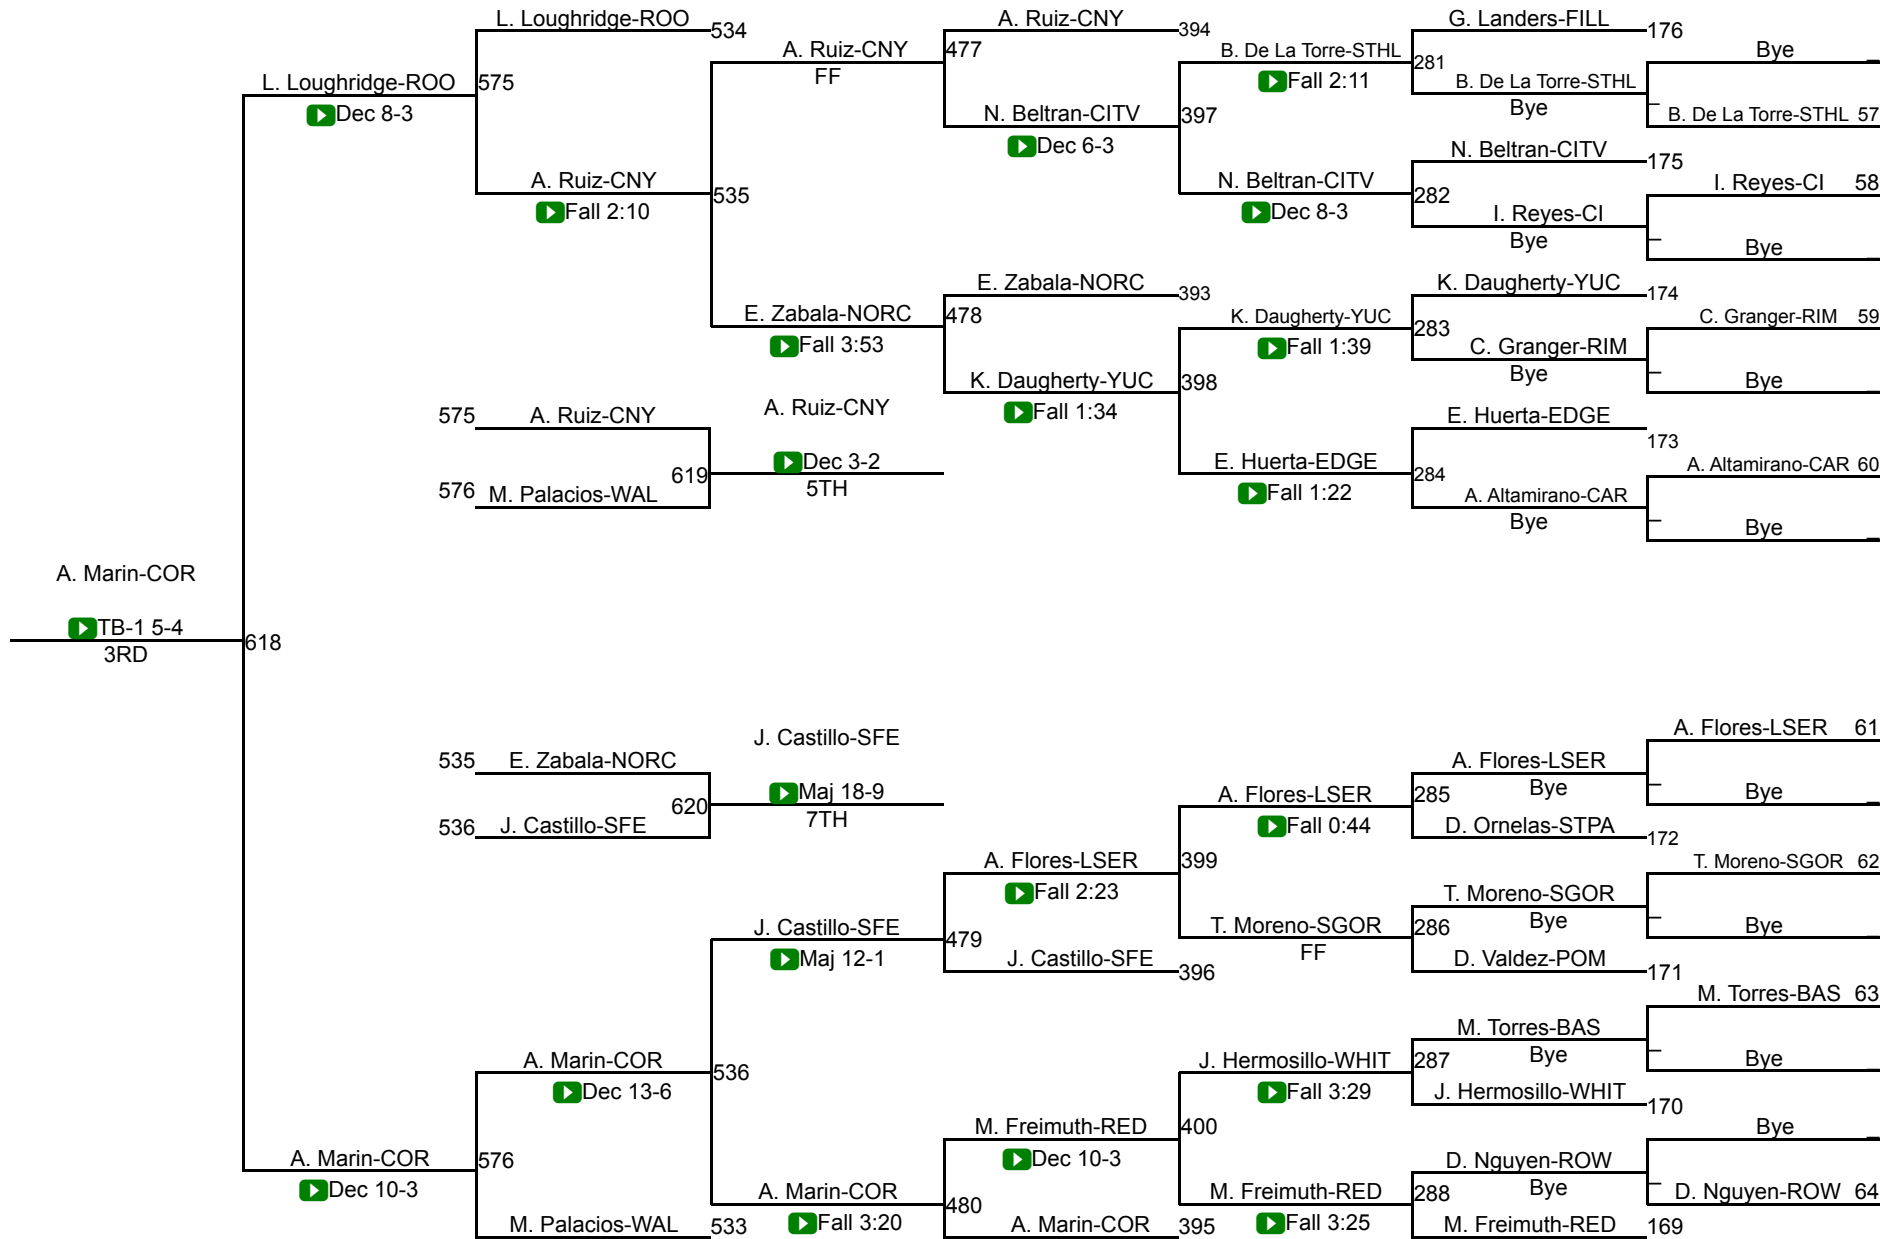 L. Loughridge-ROO
534
A. Ruiz-CNY
394
G. Landers-FILL
176
Bye
_
A. Ruiz-CNY
FF
477
B. De La Torre-STHL
Fall 2:11
281
B. De La Torre-STHL
Bye
_
B. De La Torre-STHL 57
L. Loughridge-ROO
Dec 8-3
575
N. Beltran-CITV
Dec 6-3
397
N. Beltran-CITV
175
I. Reyes-CI 58
A. Ruiz-CNY
Fall 2:10
535
N. Beltran-CITV
Dec 8-3
282
I. Reyes-CI
Bye
_
Bye
_
E. Zabala-NORC
393
K. Daugherty-YUC
174
C. Granger-RIM 59
E. Zabala-NORC
Fall 3:53
478
K. Daugherty-YUC
Fall 1:39
283
C. Granger-RIM
Bye
_
Bye
_
K. Daugherty-YUC
Fall 1:34
398
575
A. Ruiz-CNY
A. Ruiz-CNY
E. Huerta-EDGE
173
A. Altamirano-CAR 60
619
Dec 3-2
5TH
E. Huerta-EDGE
Fall 1:22
284
576
M. Palacios-WAL
A. Altamirano-CAR
Bye
_
Bye
_
A. Marin-COR
TB-1 5-4
3RD
618
A. Flores-LSER 61
J. Castillo-SFE
535
E. Zabala-NORC
A. Flores-LSER
Bye
_
Bye
_
620
Maj 18-9
7TH
A. Flores-LSER
Fall 0:44
285
536
J. Castillo-SFE
D. Ornelas-STPA
172
A. Flores-LSER
Fall 2:23
399
T. Moreno-SGOR 62
T. Moreno-SGOR
Bye
_
Bye
_
J. Castillo-SFE
Maj 12-1
479
T. Moreno-SGOR
FF
286
J. Castillo-SFE
396
D. Valdez-POM
171
M. Torres-BAS 63
M. Torres-BAS
Bye
_
Bye
_
A. Marin-COR
Dec 13-6
536
J. Hermosillo-WHIT
Fall 3:29
287
J. Hermosillo-WHIT
170
M. Freimuth-RED
Dec 10-3
400
Bye
_
A. Marin-COR
Dec 10-3
576
D. Nguyen-ROW
Bye
_
D. Nguyen-ROW 64
A. Marin-COR
Fall 3:20
480
M. Freimuth-RED
Fall 3:25
288
M. Palacios-WAL
533
A. Marin-COR
395
M. Freimuth-RED
169